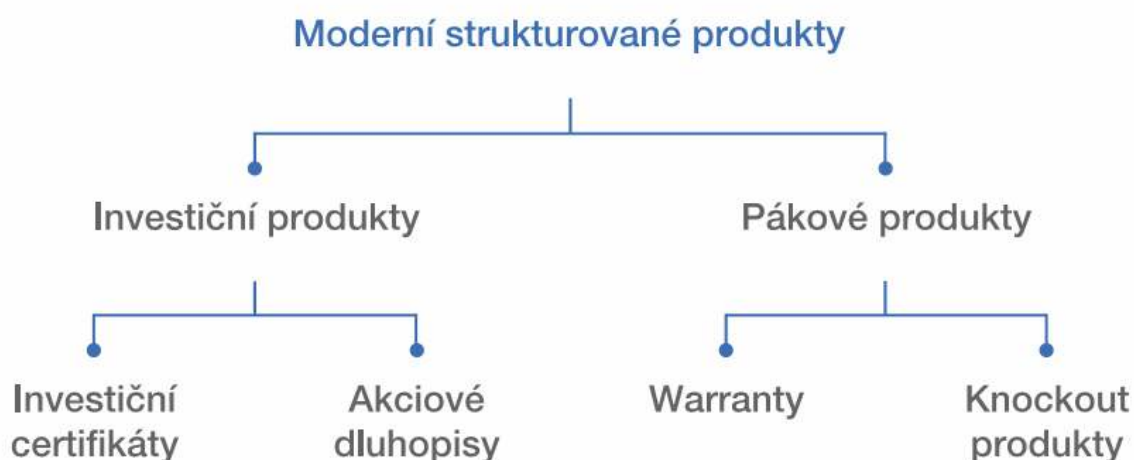 Moderní strukturované produkty
Investiční produkty
Pákové produkty
Investiční
certifikáty
Akciové
dluhopisy
Warranty
Knockout
produkty